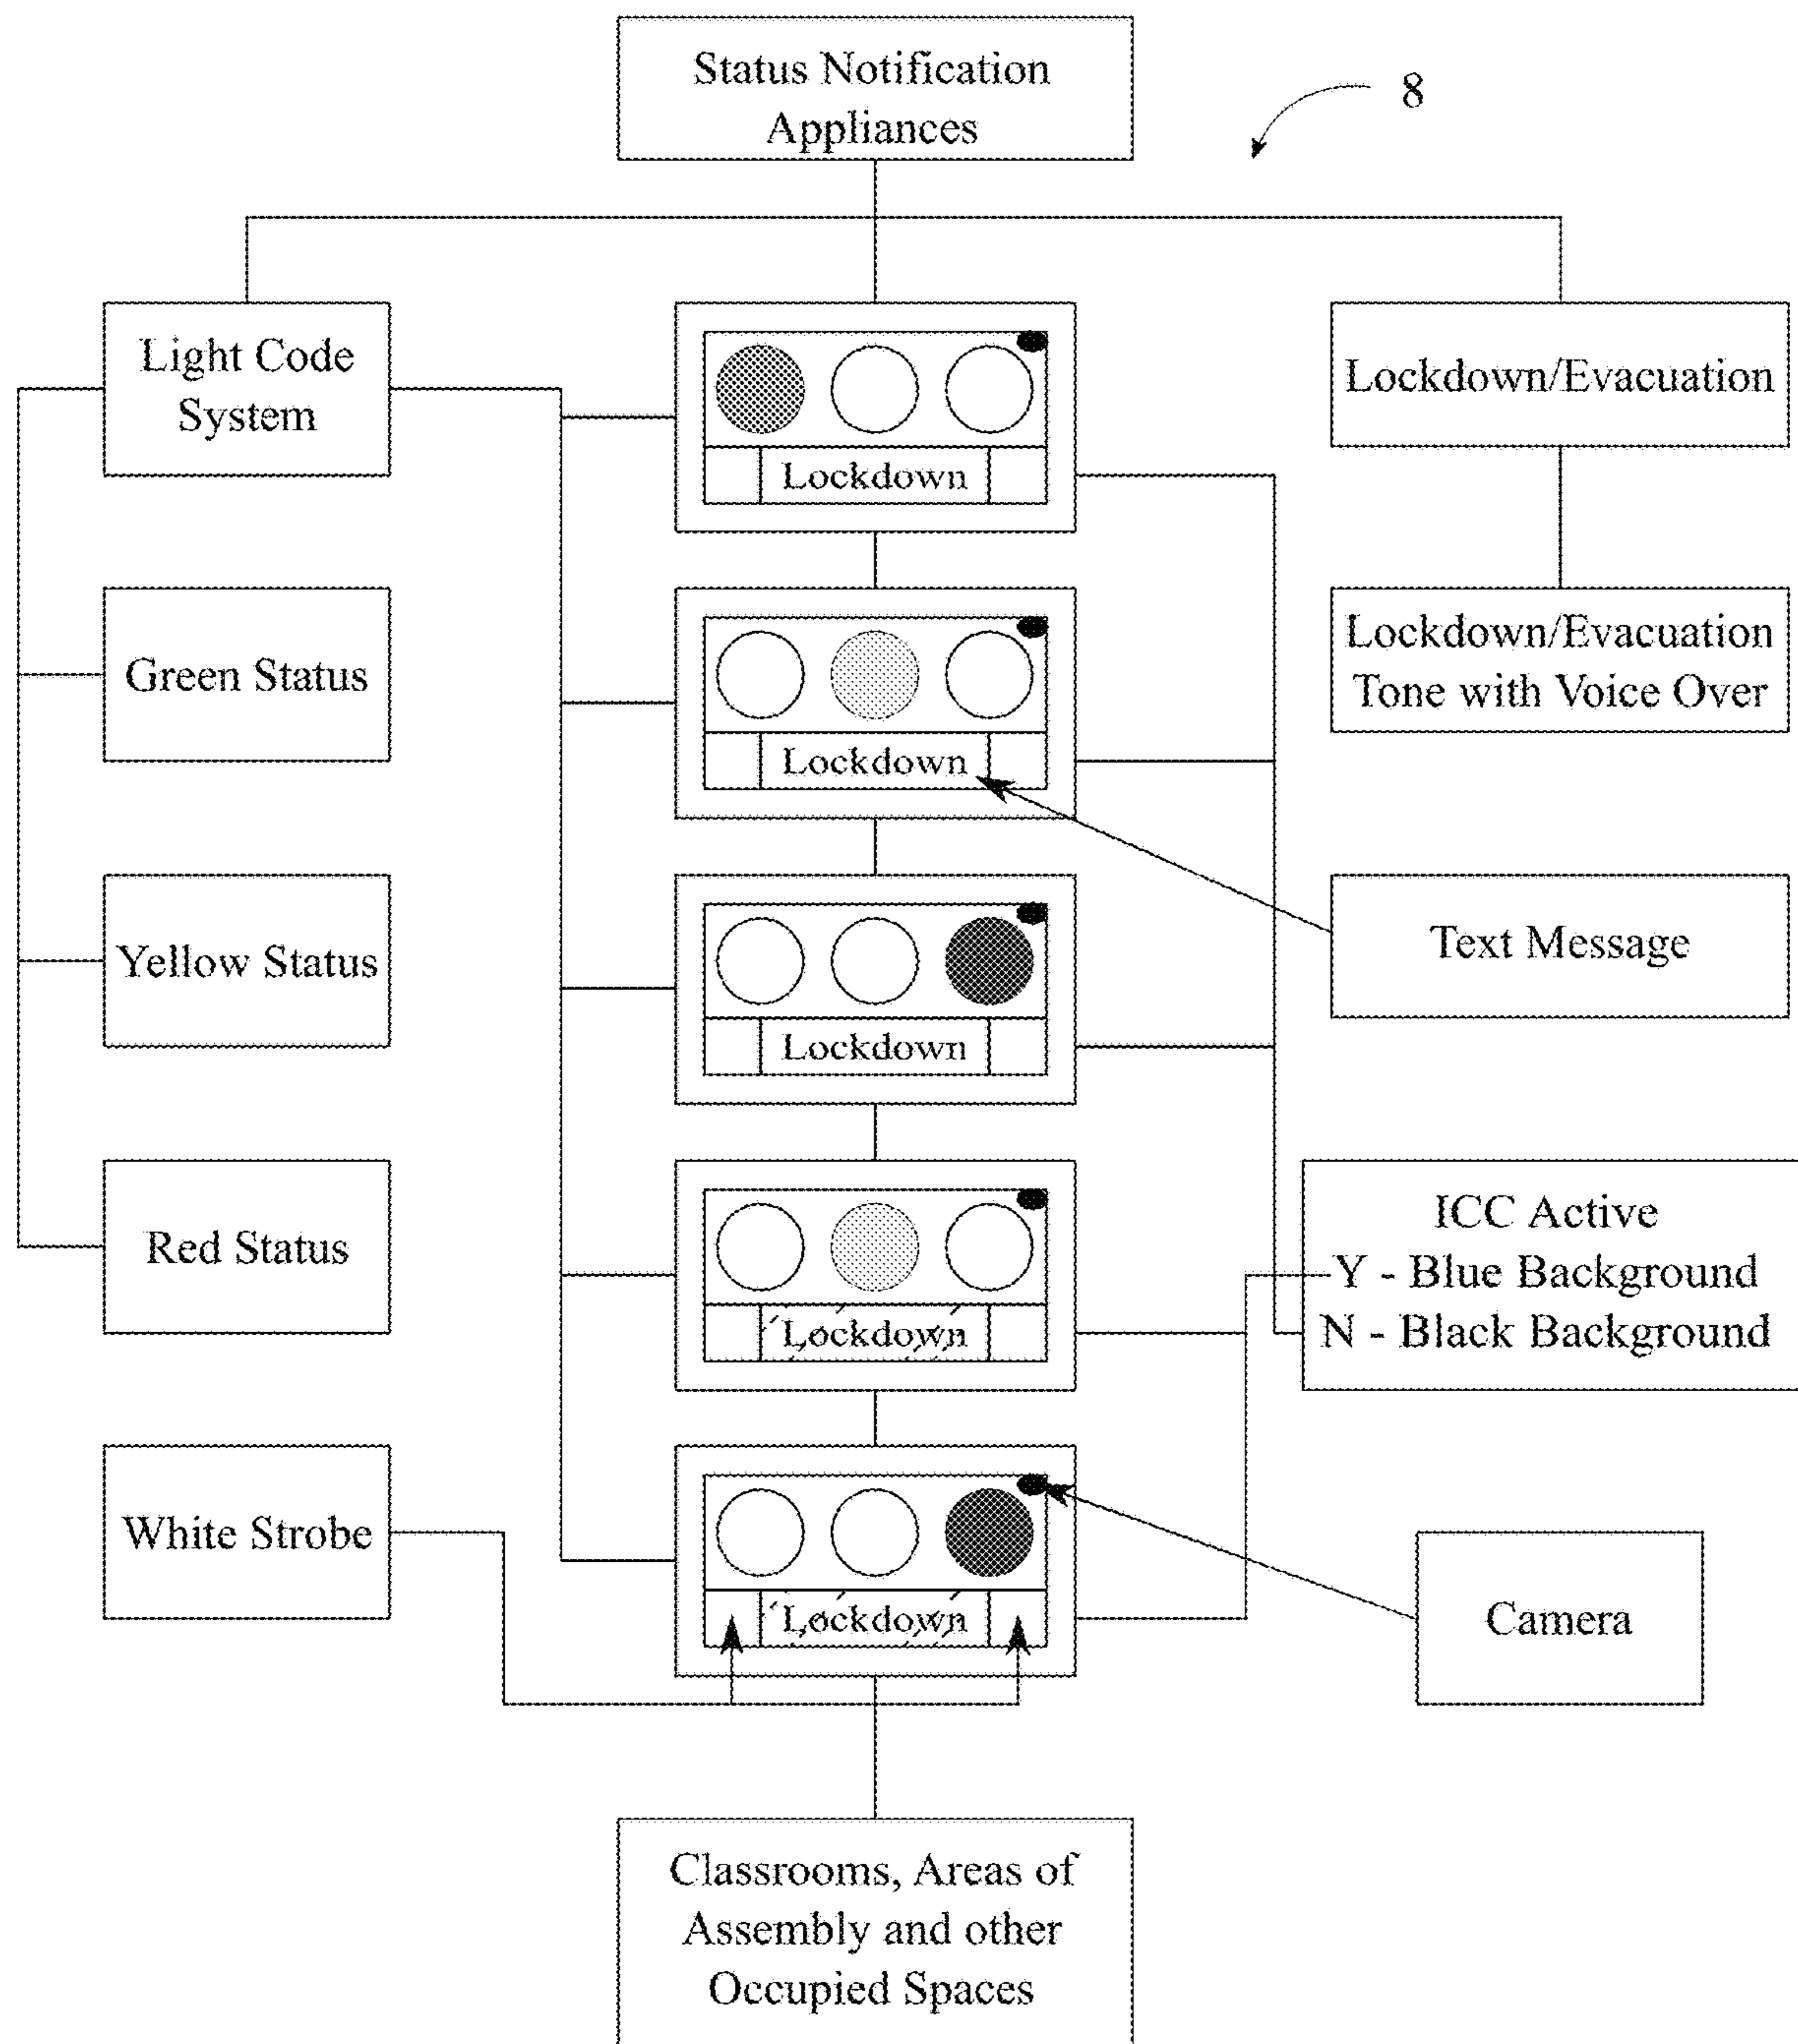 Status Notification
Appliances
8
Light Code
System
Lockdown
Lockdown/Evacuation
Green Status
Lockdown
Lockdown/Evacuation
Tone with Voice Over
Yellow Status
Lockdown
Text Message
Red Status
Lockdown
ICC Active
Y - Blue Background
N - Black Background
White Strobe
Lockdown
Camera
Classrooms, Areas of
Assembly and other
Occupied Spaces